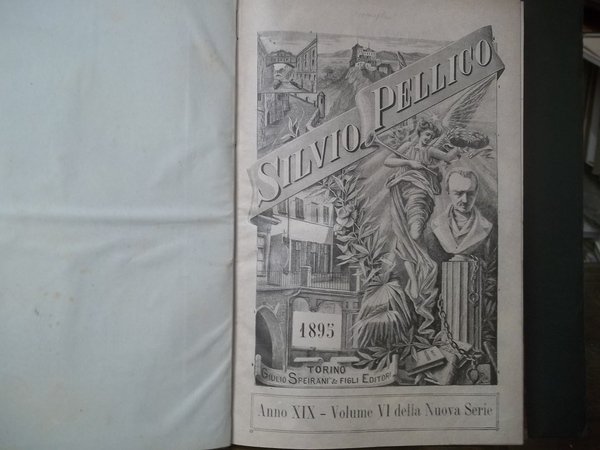 SILVIO PELLICO
1895
TORINO
GIULIO SPEIRANI & FIGLI EDITORI
Anno XIX - Volume VI della Nuova Serie